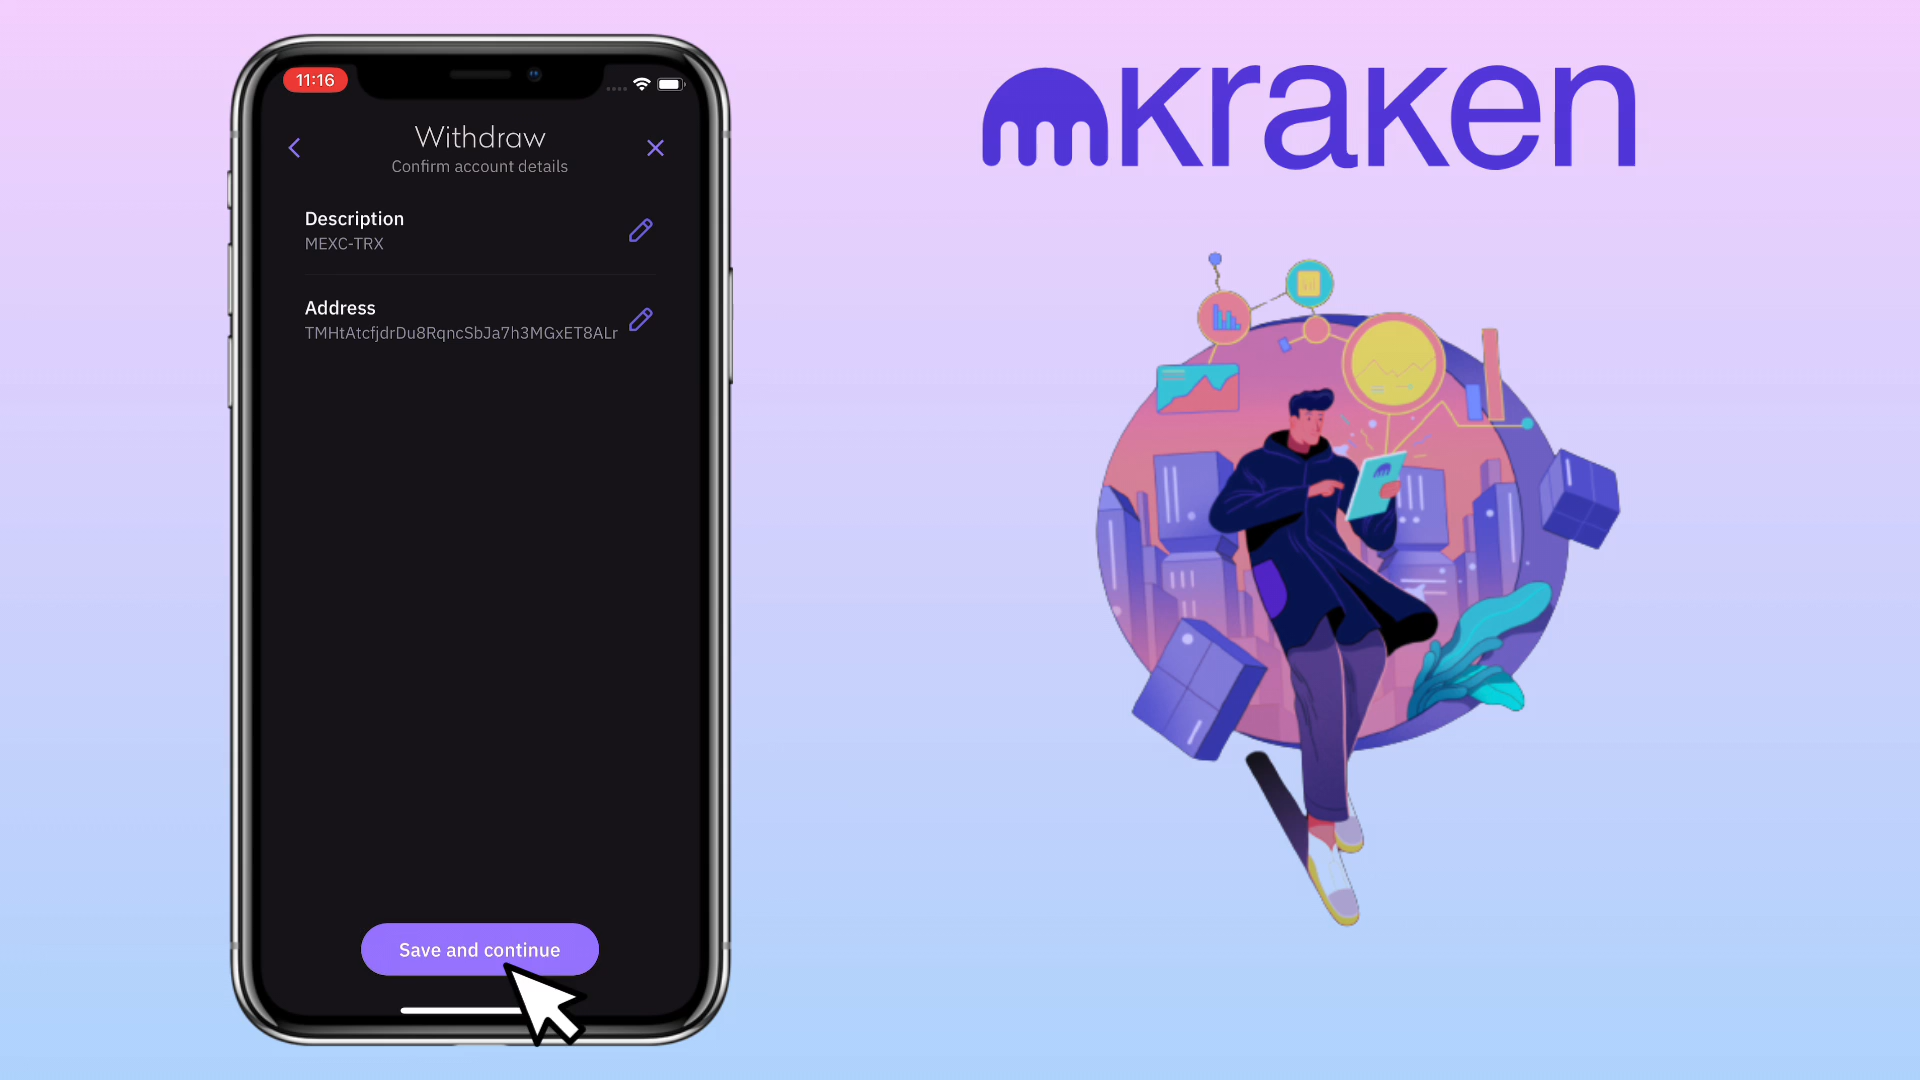 11:16
Withdraw
Confirm account details
Description
MEXC-TRX
Address
TMHtAtcfjdrDu8RqncSbJa7h3MGxET8ALr
Save and continue
kraken